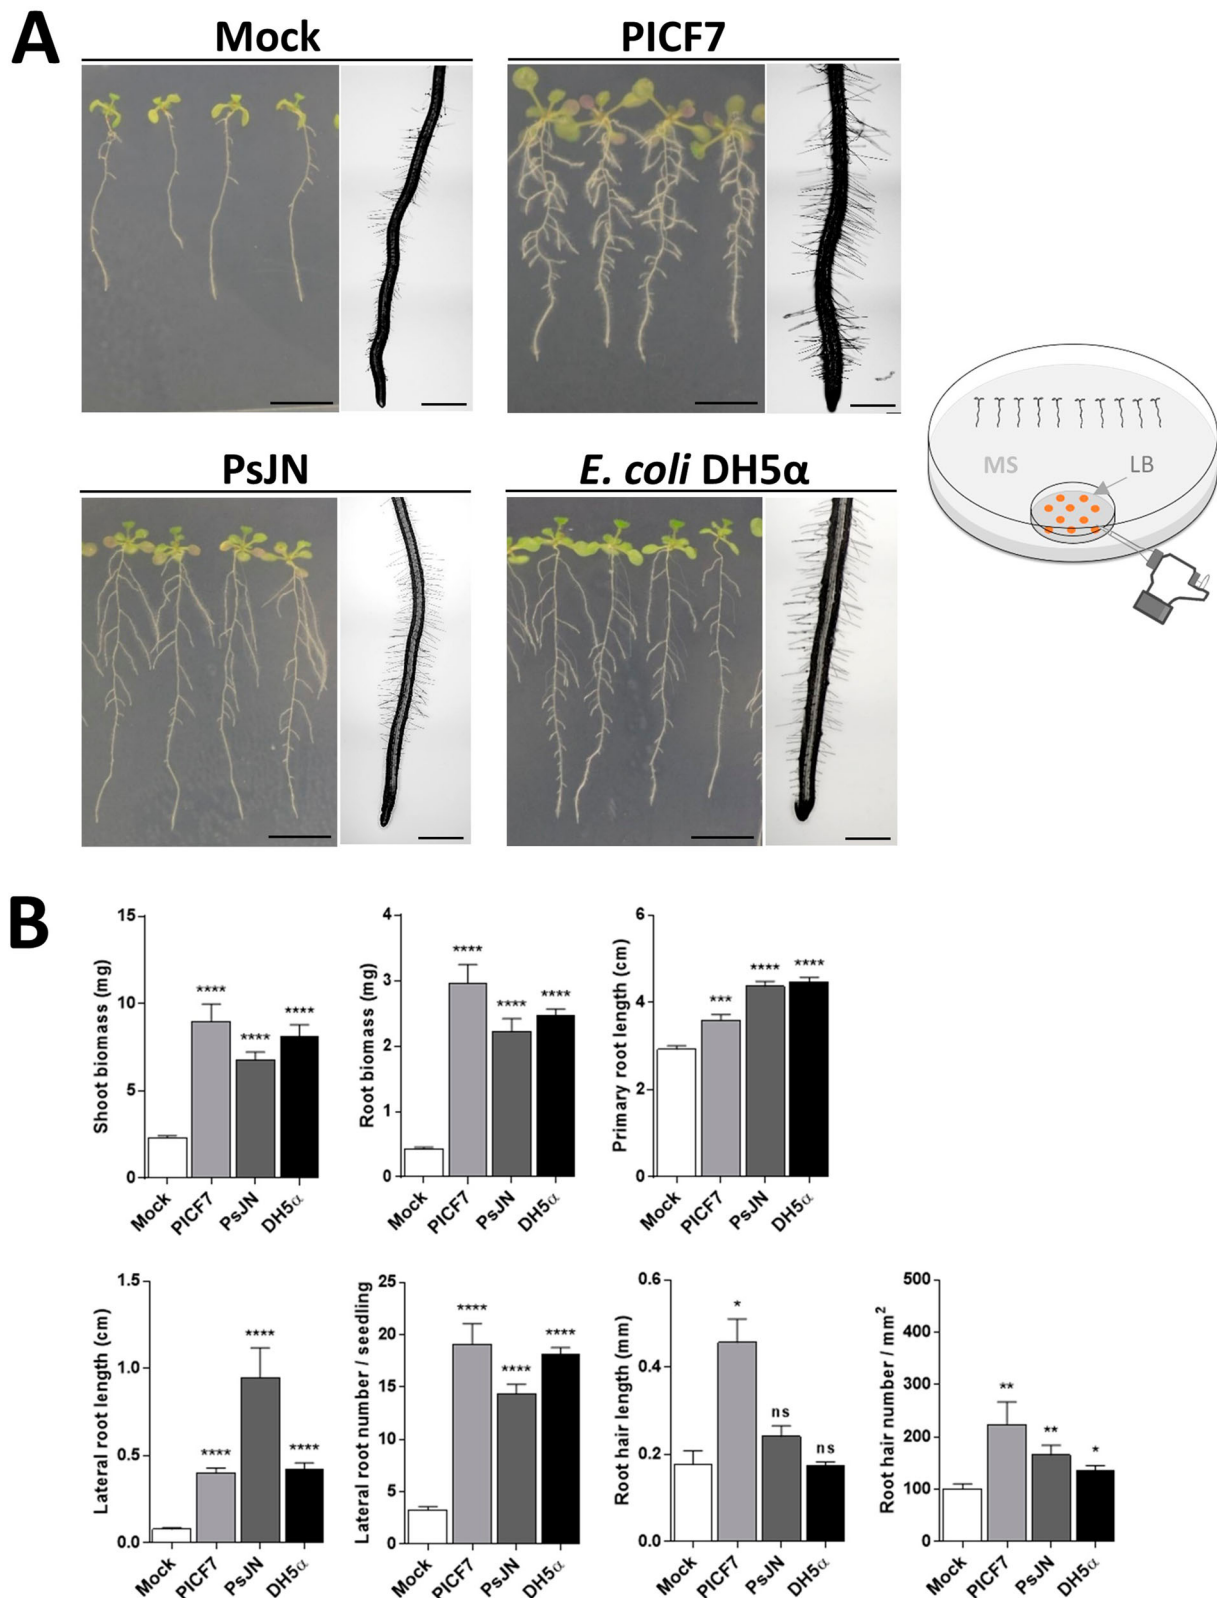 A
Mock
PICF7
PsJN
E. coli DH5α
MS
LB
B
Shoot biomass (mg)
15
10
5
0
****
****
****
Mock
PICF7
PsJN
DH5α
Root biomass (mg)
4
3
2
1
0
****
****
****
Mock
PICF7
PsJN
DH5α
Primary root length (cm)
6
4
2
0
***
****
****
Mock
PICF7
PsJN
DH5α
Lateral root length (cm)
1.5
1.0
0.5
0.0
****
****
****
Mock
PICF7
PsJN
DH5α
Lateral root number / seedling
25
20
15
10
5
0
****
****
****
Mock
PICF7
PsJN
DH5α
Root hair length (mm)
0.6
0.4
0.2
0.0
*
ns
ns
Mock
PICF7
PsJN
DH5α
Root hair number / mm²
500
400
300
200
100
0
**
**
*
Mock
PICF7
PsJN
DH5α